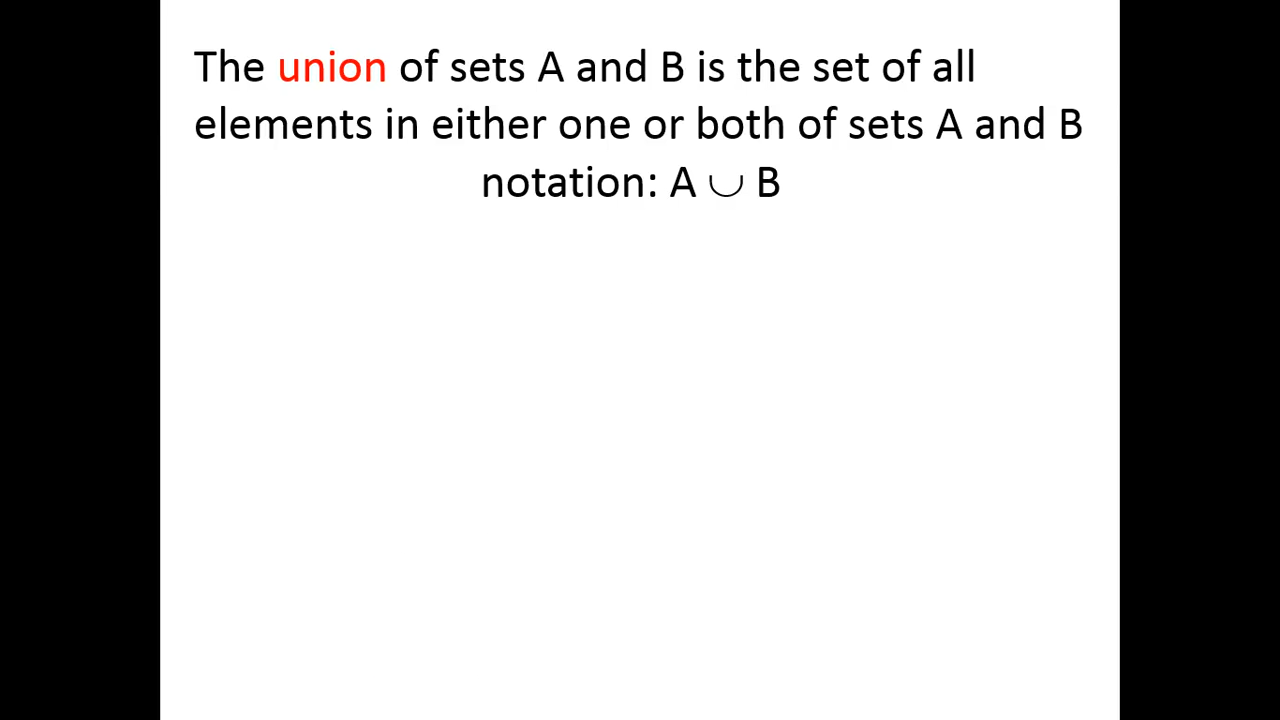 The union of sets A and B is the set of all
elements in either one or both of sets A and B
notation: A ∪ B